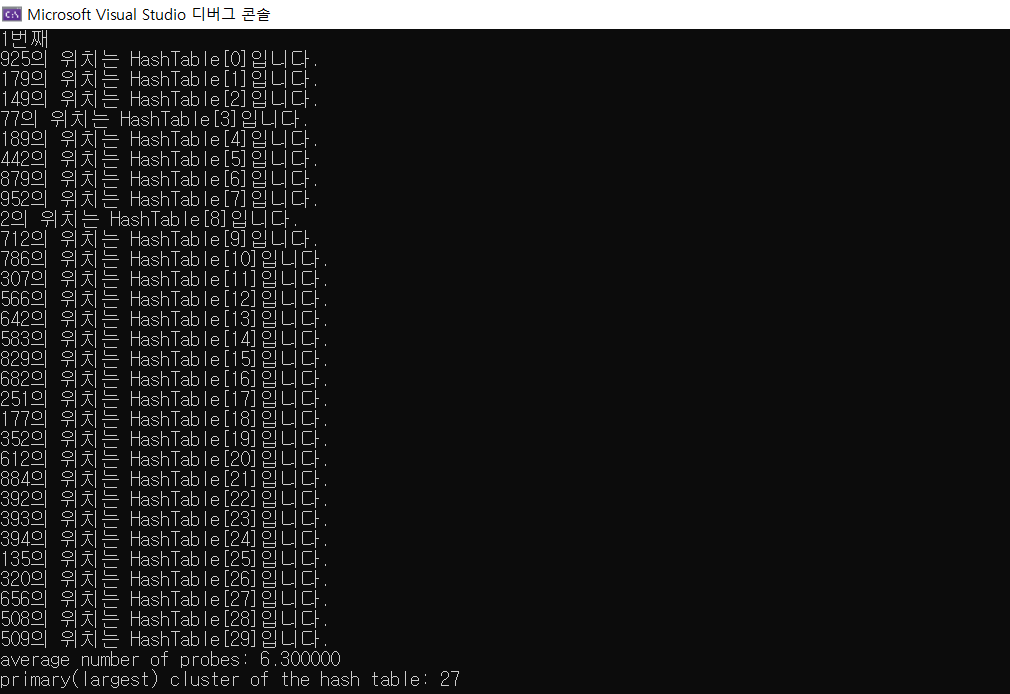 Microsoft Visual Studio 디버그 콘솔
1번째
925의 위치는 HashTable[0]입니다.
179의 위치는 HashTable[1]입니다.
149의 위치는 HashTable[2]입니다.
77의 위치는 HashTable[3]입니다.
189의 위치는 HashTable[4]입니다.
442의 위치는 HashTable[5]입니다.
879의 위치는 HashTable[6]입니다.
952의 위치는 HashTable[7]입니다.
2의 위치는 HashTable[8]입니다.
712의 위치는 HashTable[9]입니다.
786의 위치는 HashTable[10]입니다.
307의 위치는 HashTable[11]입니다.
566의 위치는 HashTable[12]입니다.
642의 위치는 HashTable[13]입니다.
583의 위치는 HashTable[14]입니다.
829의 위치는 HashTable[15]입니다.
682의 위치는 HashTable[16]입니다.
251의 위치는 HashTable[17]입니다.
177의 위치는 HashTable[18]입니다.
352의 위치는 HashTable[19]입니다.
612의 위치는 HashTable[20]입니다.
884의 위치는 HashTable[21]입니다.
392의 위치는 HashTable[22]입니다.
393의 위치는 HashTable[23]입니다.
394의 위치는 HashTable[24]입니다.
135의 위치는 HashTable[25]입니다.
320의 위치는 HashTable[26]입니다.
656의 위치는 HashTable[27]입니다.
508의 위치는 HashTable[28]입니다.
509의 위치는 HashTable[29]입니다.
average number of probes: 6.300000
primary(largest) cluster of the hash table: 27